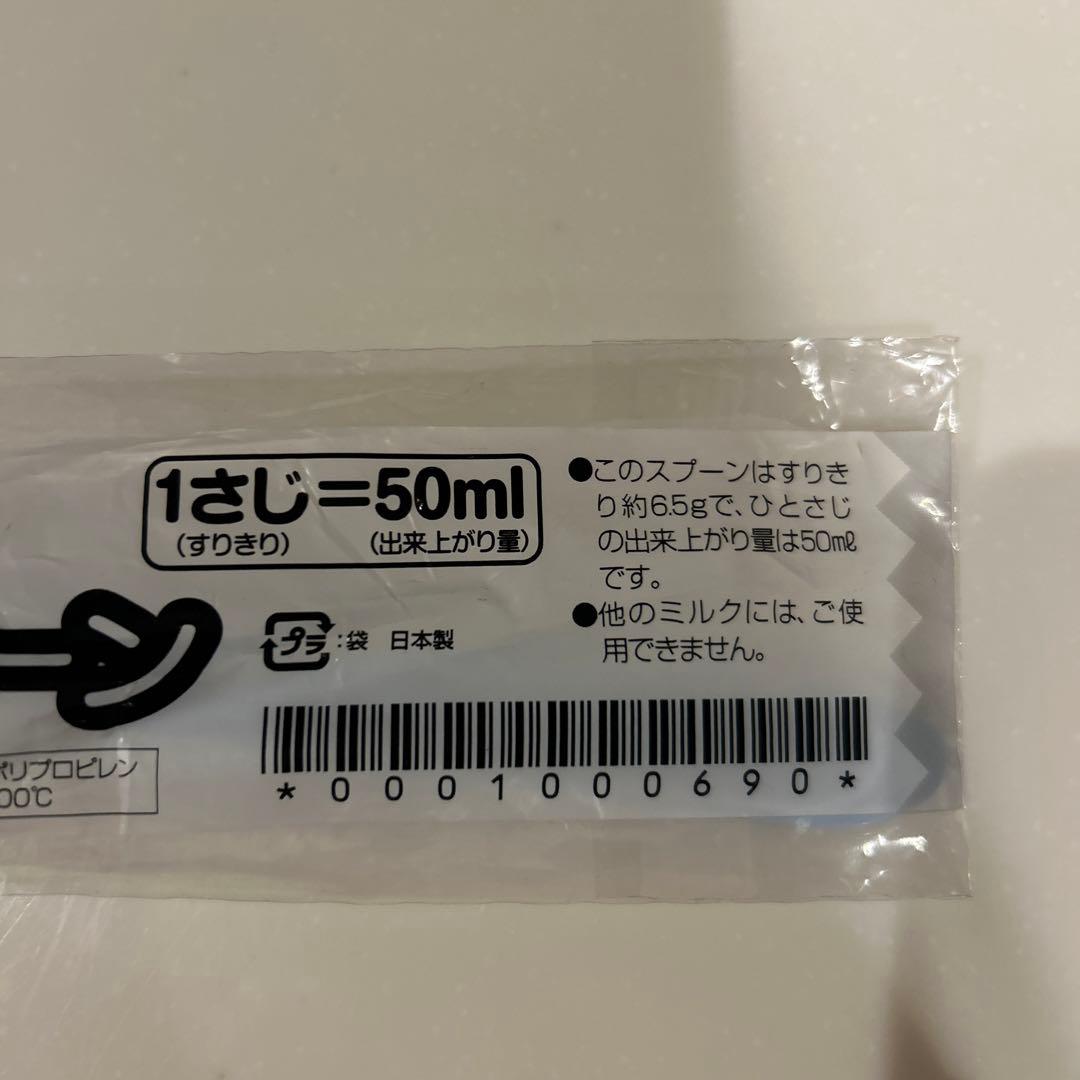 1さじ=50ml
(すりきり) (出来上がり量)
プラ:袋 日本製
●このスプーンはすりき
り約6.5gで、ひとさじ
の出来上がり量は50mℓ
です。
●他のミルクには、ご使
用できません。
ポリプロピレン
00℃
*0001000690*